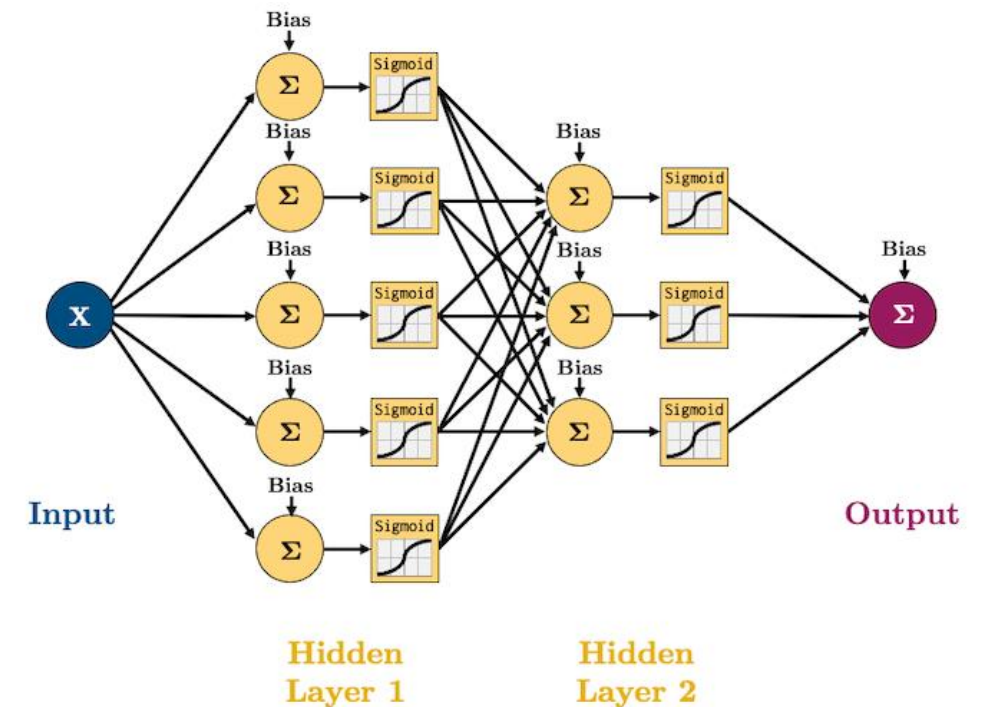 Bias
Σ
Sigmoid
Bias
Σ
Sigmoid
Bias
Σ
Sigmoid
Bias
Σ
Sigmoid
Bias
Σ
Sigmoid
Bias
Σ
Sigmoid
Bias
Σ
Sigmoid
Bias
Σ
Sigmoid
X
Bias
Σ
Input
Output
Hidden
Layer 1
Hidden
Layer 2